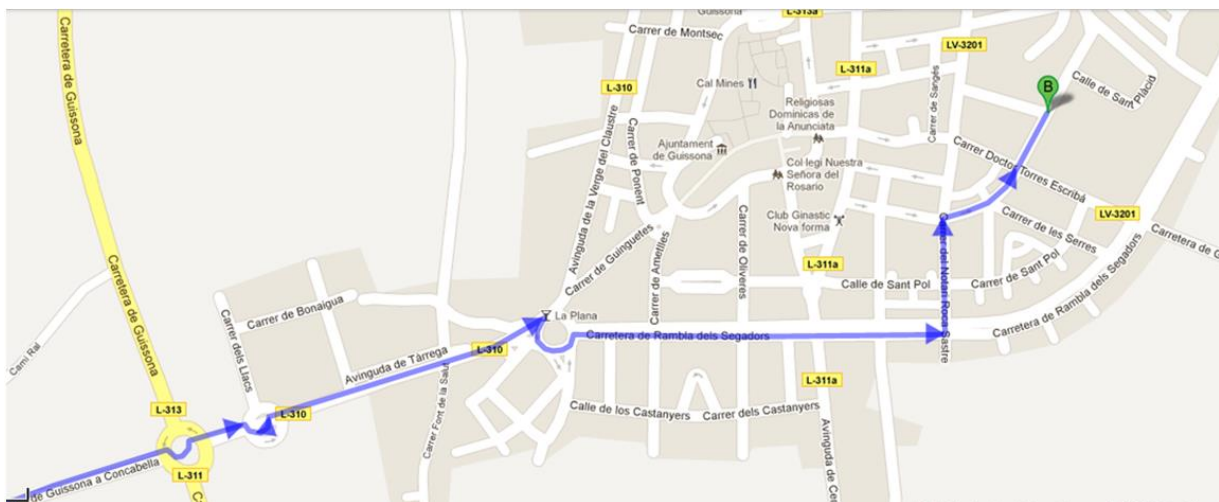 Carretera de Guissona
Guissona
L-313a
Carrer de Montsec
LV-3201
L-311a
L-310
Cal Mines
Carrer de Sangés
Calle de Sant Plàcid
B
Religiosas
Dominicas de
la Anunciata
Ajuntament
de Guissona
Carrer de Ponent
Avinguda de la Verge del Claustre
Col·legi Nuestra
Señora del
Rosario
Carrer Doctor Torres Escribà
LV-3201
Carretera de G
Club Ginastic
Nova forma
Carrer de les Serres
Carrer de Guinguetes
Carrer de Ametlles
Carrer de Oliveres
L-311a
Calle de Sant Pol
Carrer de Sant Pol
Carrer del Notari Roca Sastre
Carretera de Rambla dels Segadors
Carretera de Guissona
Carrer de Bonaigua
Carrer dels Llacs
La Plana
Carretera de Rambla dels Segadors
Camí Ral
Avinguda de Tàrrega
L-310
Carrer Font de la Salut
L-311a
L-313
L-310
Calle de los Castanyers
Carrer dels Castanyers
Avinguda de Cer
L-311
de Guissona a Concabella